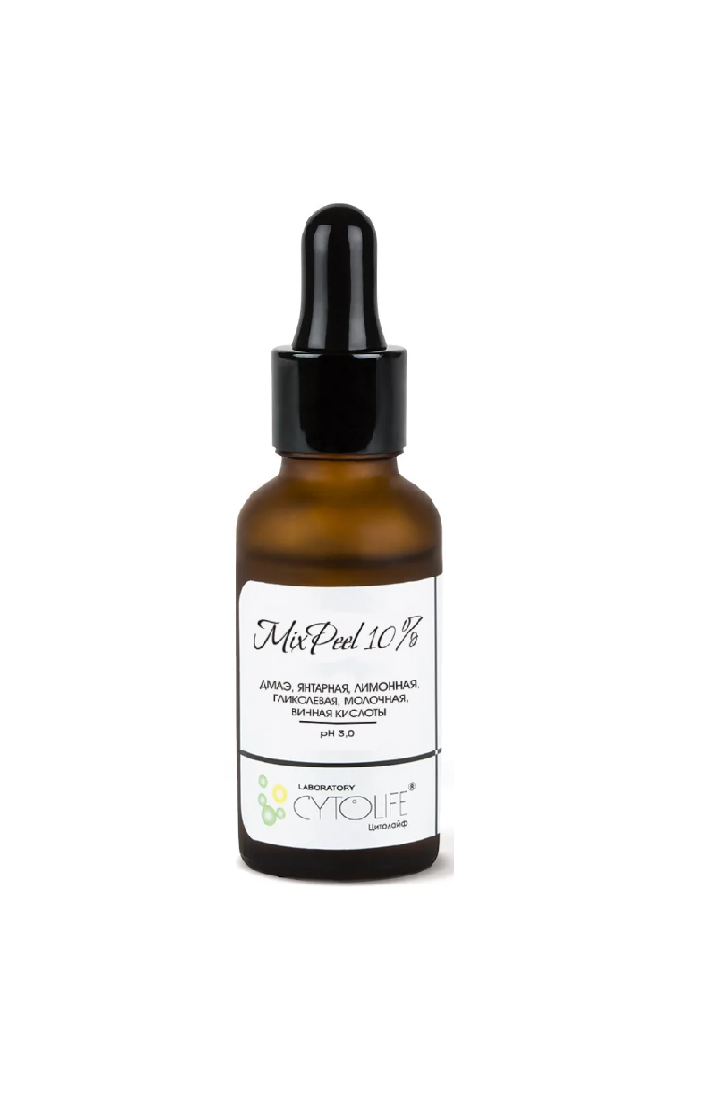 MixPeel 10%
ДМАЭ, ЯНТАРНАЯ, ЛИМОННАЯ,
ГЛИКОЛЕВАЯ, МОЛОЧНАЯ,
ВИННАЯ КИСЛОТЫ
pH 3,0
LABORATORY
CYTOLIFE®
Цитолайф